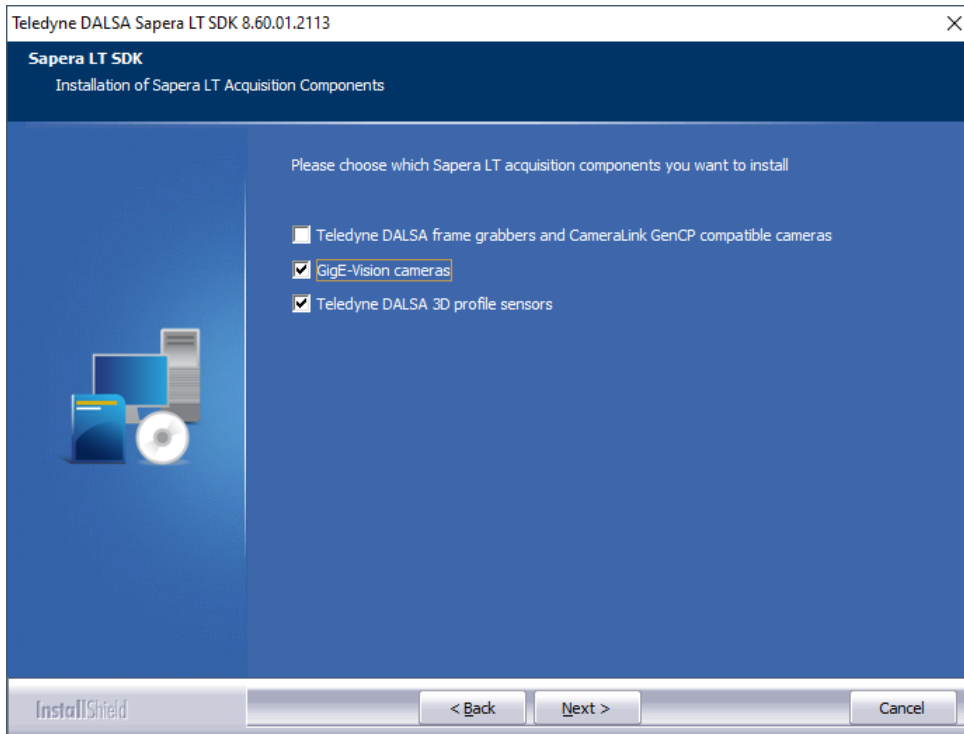 Teledyne DALSA Sapera LT SDK 8.60.01.2113
Sapera LT SDK
Installation of Sapera LT Acquisition Components
Please choose which Sapera LT acquisition components you want to install
Teledyne DALSA frame grabbers and CameraLink GenCP compatible cameras
GigE-Vision cameras
Teledyne DALSA 3D profile sensors
InstallShield
< Back
Next >
Cancel